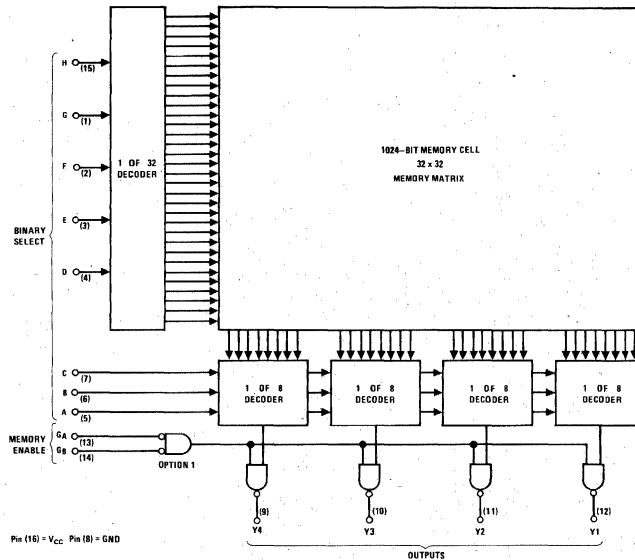 H (15)
G (1)
F (2)
E (3)
D (4)
BINARY
SELECT
1 OF 32
DECODER
1024-BIT MEMORY CELL
32 x 32
MEMORY MATRIX
C (7)
B (6)
A (5)
1 OF 8
DECODER
1 OF 8
DECODER
1 OF 8
DECODER
1 OF 8
DECODER
MEMORY
ENABLE
GA (13)
GB (14)
OPTION 1
(9)
(10)
(11)
(12)
Y4
Y3
Y2
Y1
Pin (16) = VCC Pin (8) = GND
OUTPUTS